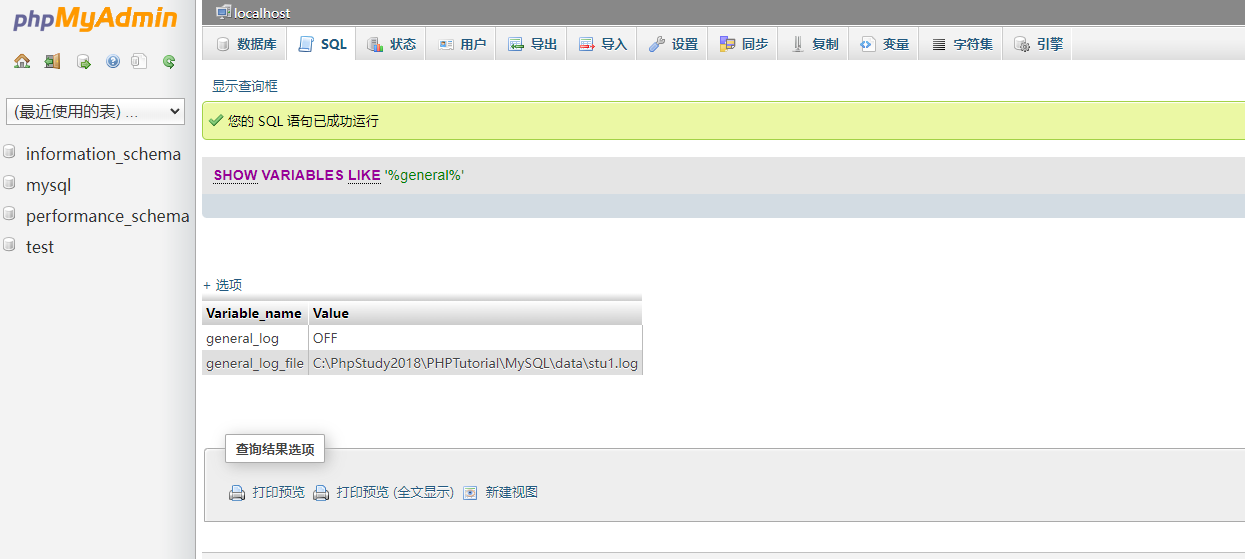 phpMyAdmin
(最近使用的表) ...
information_schema
mysql
performance_schema
test
localhost
数据库 SQL 状态 用户 导出 导入 设置 同步 复制 变量 字符集 引擎
显示查询框
您的 SQL 语句已成功运行
SHOW VARIABLES LIKE '%general%'
+ 选项
Variable_name Value
general_log OFF
general_log_file C:\PhpStudy2018\PHPTutorial\MySQL\data\stu1.log
查询结果选项
打印预览 打印预览 (全文显示) 新建视图